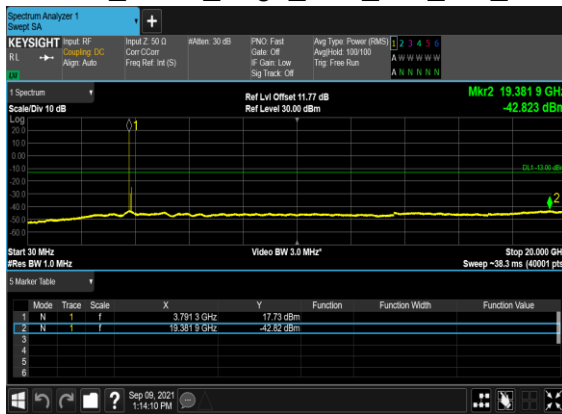 Spectrum Analyzer 1
Swept SA
KEYSIGHT Input: RF Input Z: 50 Ω #Atten: 30 dB PNO: Fast Avg Type: Power (RMS) 1 2 3 4 5 6
RL Coupling: DC Corr CCorr Gate: Off Avg|Hold: 100/100 A W W W W W
Align: Auto Freq Ref: Int (S) IF Gain: Low Trig: Free Run
Sig Track: Off A N N N N N
1 Spectrum Ref Lvl Offset 11.77 dB Mkr2 19.381 9 GHz
Scale/Div 10 dB Ref Level 30.00 dBm -42.823 dBm
Log
20.0 1
10.0
0.00
-10.0 DL1 -13.00 dBm
-20.0
-30.0
-40.0 2
-50.0
-60.0
Start 30 MHz Video BW 3.0 MHz* Stop 20.000 GHz
#Res BW 1.0 MHz Sweep ~38.3 ms (40001 pts)
5 Marker Table
Mode Trace Scale X Y Function Function Width Function Value
1 N 1 f 3.791 3 GHz 17.73 dBm
2 N 1 f 19.381 9 GHz -42.82 dBm
3
4
5
6
? Sep 09, 2021
1:14:10 PM